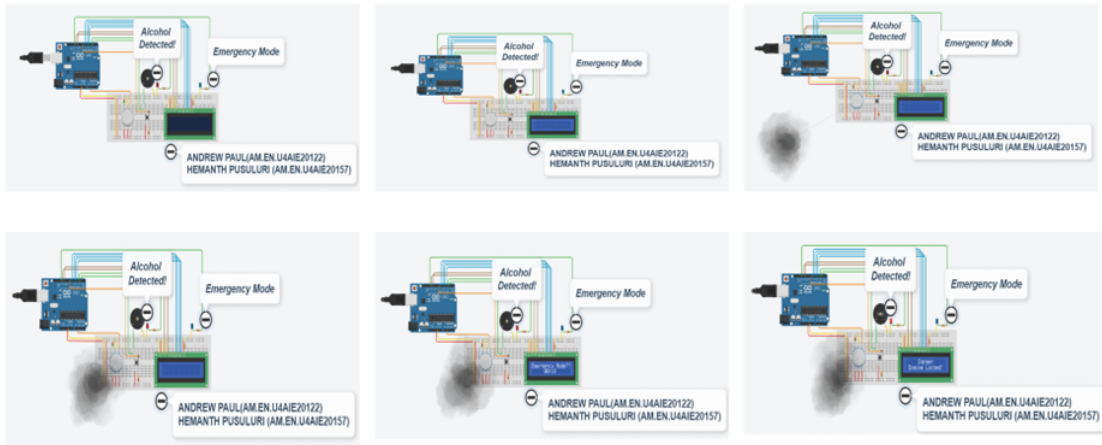 Alcohol
Detected!
Emergency Mode
ANDREW PAUL(AM.EN.U4AIE20122)
HEMANTH PUSULURI (AM.EN.U4AIE20157)
Alcohol
Detected!
Emergency Mode
ANDREW PAUL(AM.EN.U4AIE20122)
HEMANTH PUSULURI (AM.EN.U4AIE20157)
Alcohol
Detected!
Emergency Mode
ANDREW PAUL(AM.EN.U4AIE20122)
HEMANTH PUSULURI (AM.EN.U4AIE20157)
Alcohol
Detected!
Emergency Mode
ANDREW PAUL(AM.EN.U4AIE20122)
HEMANTH PUSULURI (AM.EN.U4AIE20157)
Alcohol
Detected!
Emergency Mode
Emergency Mode
ANDREW PAUL(AM.EN.U4AIE20122)
HEMANTH PUSULURI (AM.EN.U4AIE20157)
Alcohol
Detected!
Emergency Mode
Danger
Locked!
ANDREW PAUL(AM.EN.U4AIE20122)
HEMANTH PUSULURI (AM.EN.U4AIE20157)